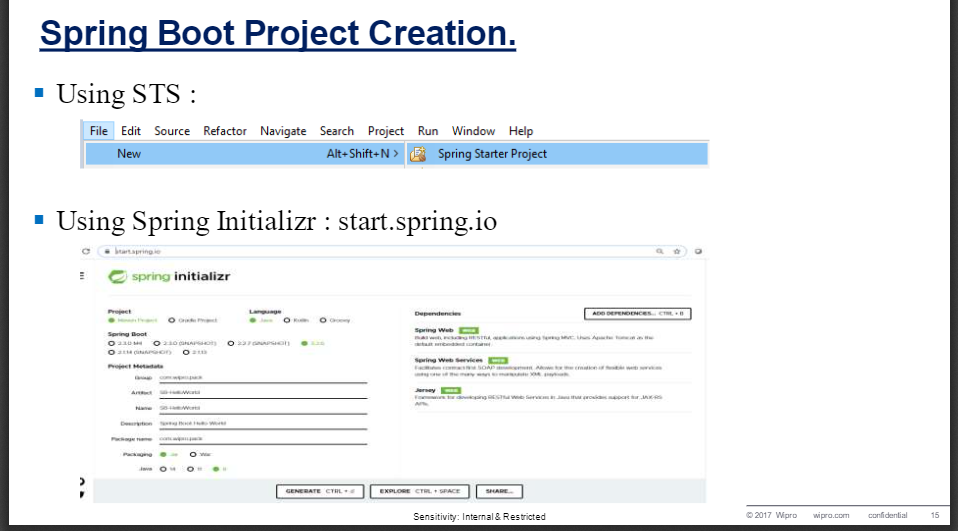 Spring Boot Project Creation.
Using STS :
File Edit Source Refactor Navigate Search Project Run Window Help
New Alt+Shift+N > Spring Starter Project
Using Spring Initializr : start.spring.io
start.spring.io
spring initializr
Project Language
Maven Project Gradle Project Java Kotlin Groovy
Spring Boot
2.3.0 M4 2.3.0 (SNAPSHOT) 2.2.7 (SNAPSHOT)
2.1.14 (SNAPSHOT) 2.1.13
Project Metadata
Group com.wipro.pack
Artifact SB-HelloWorld
Name SB-HelloWorld
Description Spring Boot Hello World
Package name com.wipro.pack
Packaging Jar War
Java 14 11 8
Dependencies ADD DEPENDENCIES... CTRL + B
Spring Web WEB
Build web, including RESTful, applications using Spring MVC. Uses Apache Tomcat as the
default embedded container.
Spring Web Services WEB
Facilitates contract-first SOAP development. Allows for the creation of flexible web services
using one of the many ways to manipulate XML payloads.
Jersey WEB
Framework for developing RESTful Web Services in Java that provides support for JAX-RS
APIs.
GENERATE CTRL + EXPLORE CTRL + SPACE SHARE...
Sensitivity: Internal & Restricted
© 2017 Wipro wipro.com confidential 15